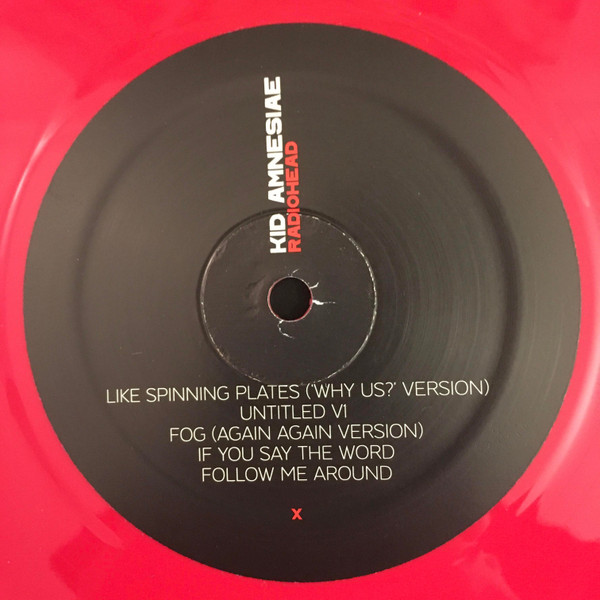 KID AMNESIAE
RADIOHEAD
LIKE SPINNING PLATES ('WHY US?' VERSION)
UNTITLED V1
FOG (AGAIN AGAIN VERSION)
IF YOU SAY THE WORD
FOLLOW ME AROUND
X